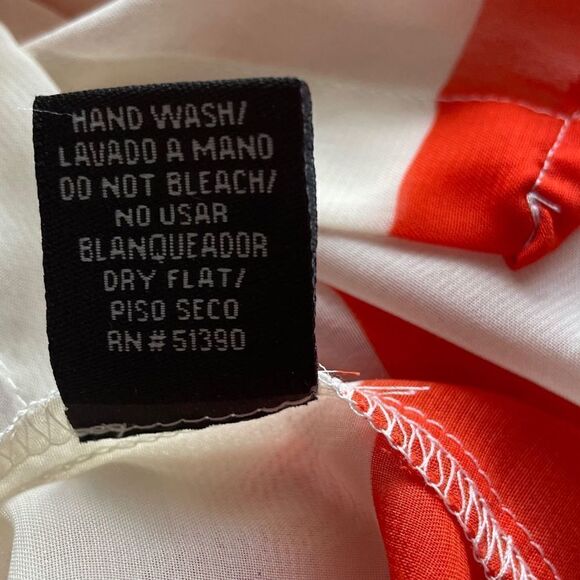 HAND WASH/
LAVADO A MANO
DO NOT BLEACH/
NO USAR
BLANQUEADOR
DRY FLAT/
PISO SECO
RN # 51390